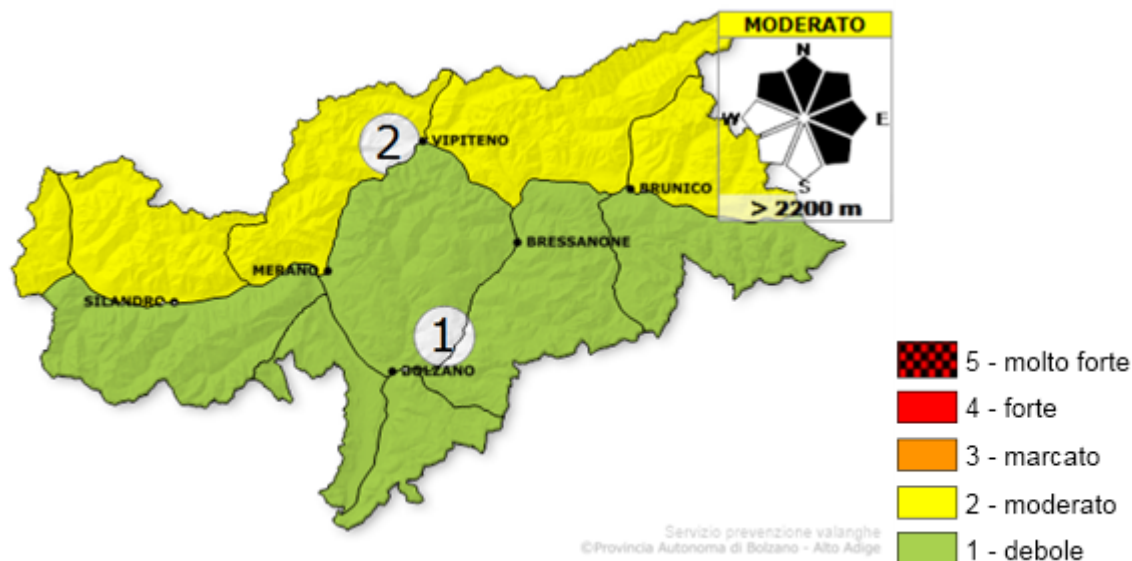 MODERATO
N
W
E
S
> 2200 m
2
VIPITENO
BRUNICO
BRESSANONE
MERANO
SILANDRO
1
BOLZANO
5 - molto forte
4 - forte
3 - marcato
2 - moderato
1 - debole
Servizio prevenzione valanghe
©Provincia Autonoma di Bolzano - Alto Adige